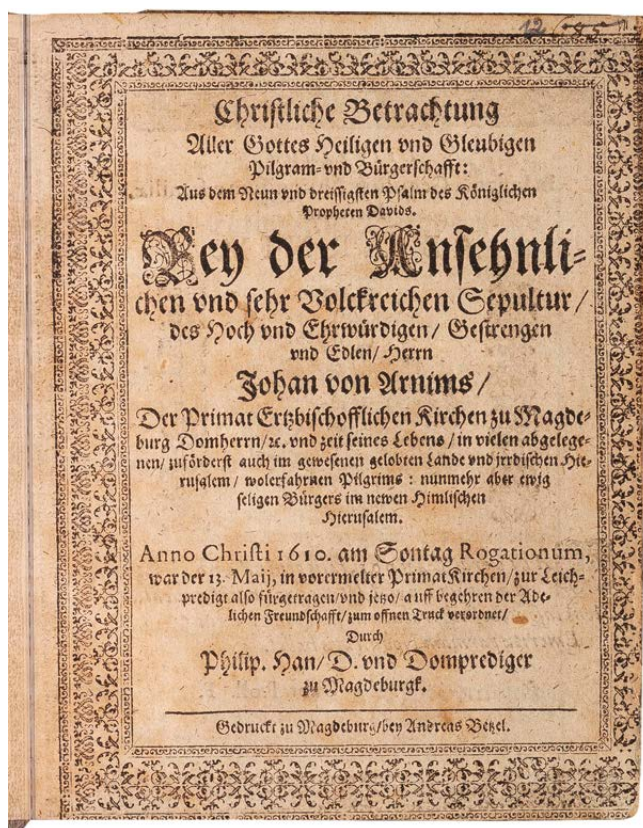 Christliche Betrachtung
Aller Gottes Heiligen vnd Gleubigen
Pilgram- vnd Bürgerschafft:
Aus dem Neun vnd dreissigsten Psalm des Königlichen
Propheten Davids.
Bey der Ansehnli-
chen vnd sehr Volckreichen Sepultur /
des Hoch vnd Ehrwürdigen / Gestrengen
vnd Edlen / Herrn
Johan von Arnims /
Der Primat Ertzbischofflichen Kirchen zu Magde-
burg Domherrn / ꝛc. vnd zeit seines Lebens / in vielen abgelege-
nen / zuförderst auch im gewesenen gelobten Lande vnd jrrdischen Hie-
rusalem / wolerfahrnen Pilgrims : nunmehr aber ewig
seligen Bürgers im newen Himlischen
Hierusalem.
Anno Christi 1610. am Sontag Rogationum,
war der 13. Maij, in vorermelter Primat Kirchen / zur Leich-
predigt also fürgetragen / vnd jetzo / auff begehren der Ade-
lichen Freundschafft / zum offnen Truck verordnet /
Durch
Philip. Han / D. vnd Domprediger
zu Magdeburgk.
Gedruckt zu Magdeburg / bey Andreas Betzel.